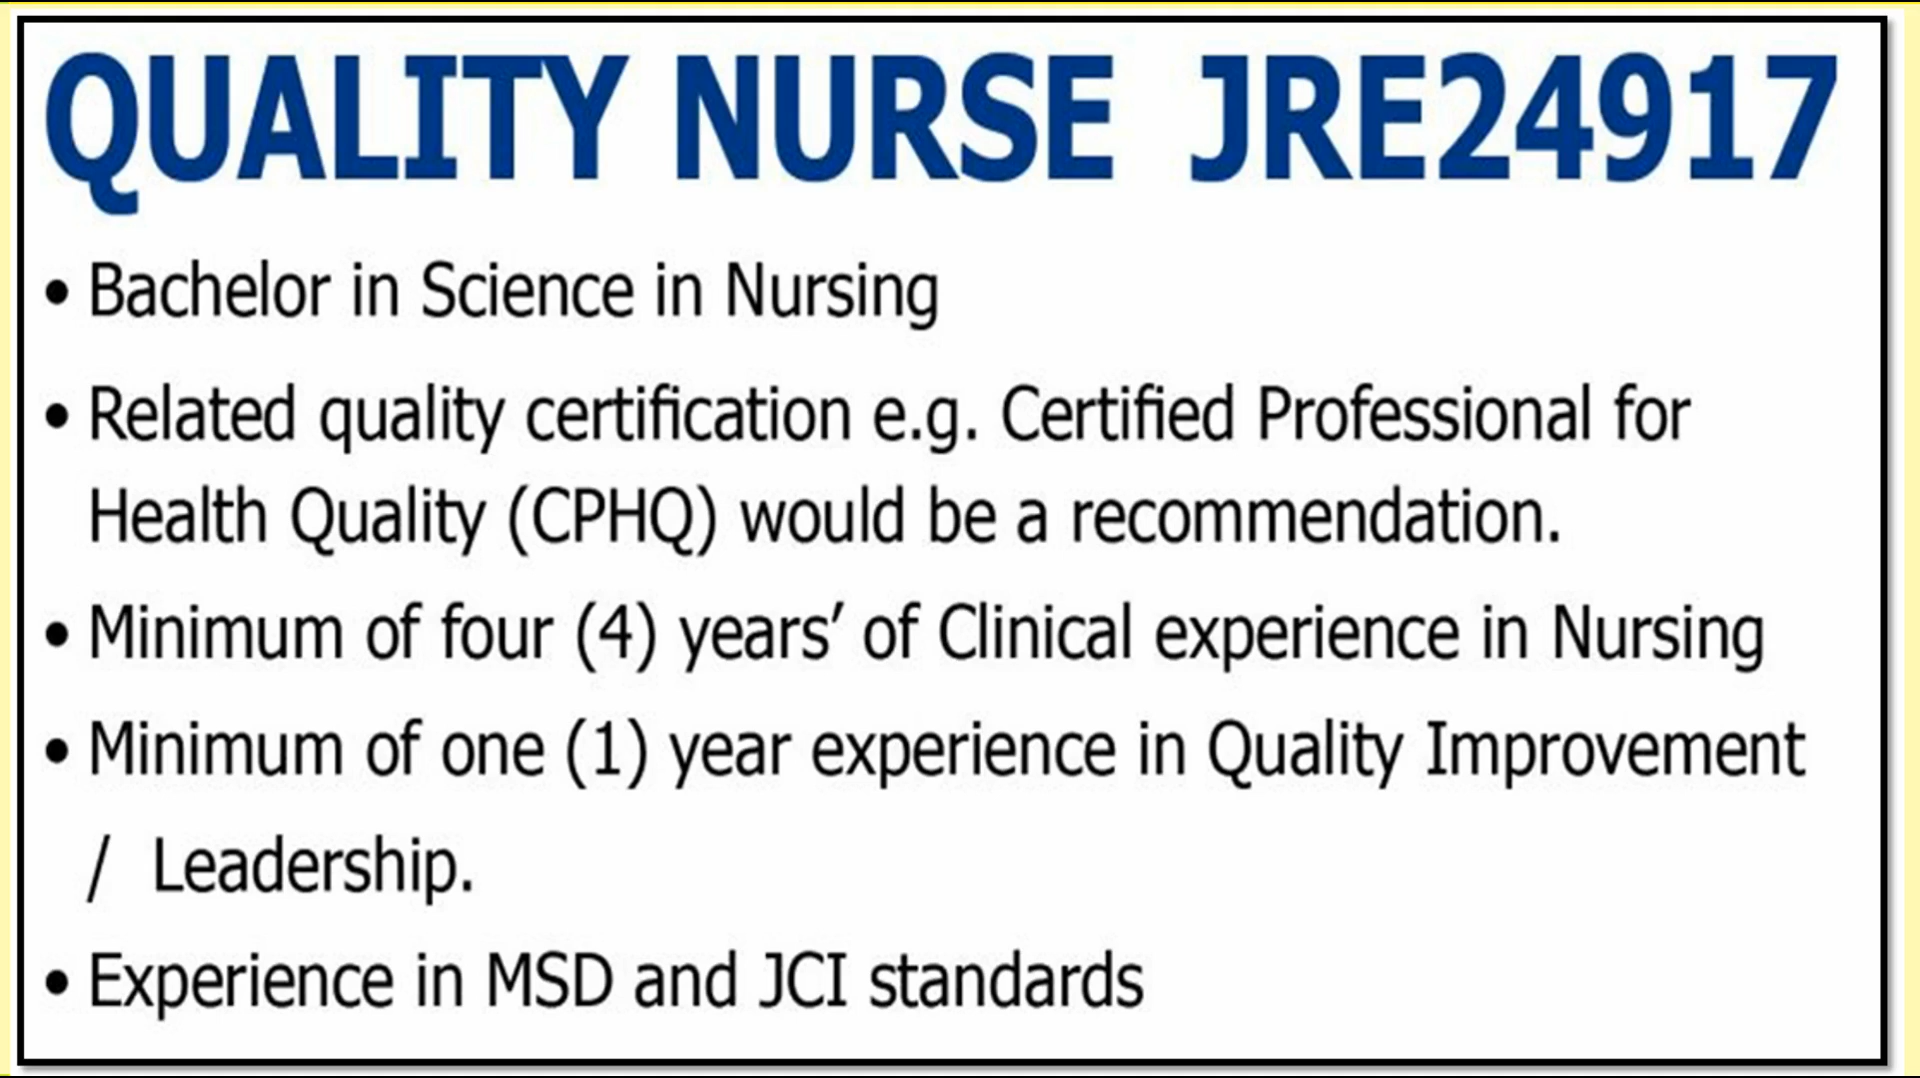 QUALITY NURSE JRE24917
• Bachelor in Science in Nursing
• Related quality certification e.g. Certified Professional for
Health Quality (CPHQ) would be a recommendation.
• Minimum of four (4) years’ of Clinical experience in Nursing
• Minimum of one (1) year experience in Quality Improvement
/ Leadership.
• Experience in MSD and JCI standards